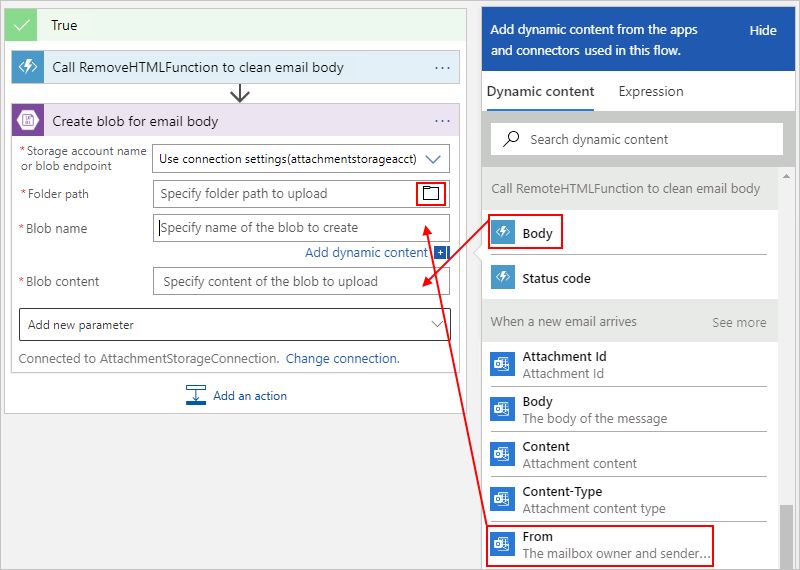 True
Call RemoveHTMLFunction to clean email body
...
Create blob for email body
...
*Storage account name
or blob endpoint
Use connection settings(attachmentstorageacct)
*Folder path
Specify folder path to upload
*Blob name
Specify name of the blob to create
Add dynamic content
*Blob content
Specify content of the blob to upload
Add new parameter
Connected to AttachmentStorageConnection. Change connection.
Add an action
Add dynamic content from the apps
and connectors used in this flow.
Hide
Dynamic content
Expression
Search dynamic content
Call RemoteHTMLFunction to clean email body
Body
Status code
When a new email arrives
See more
Attachment Id
Attachment Id
Body
The body of the message
Content
Attachment content
Content-Type
Attachment content type
From
The mailbox owner and sender...